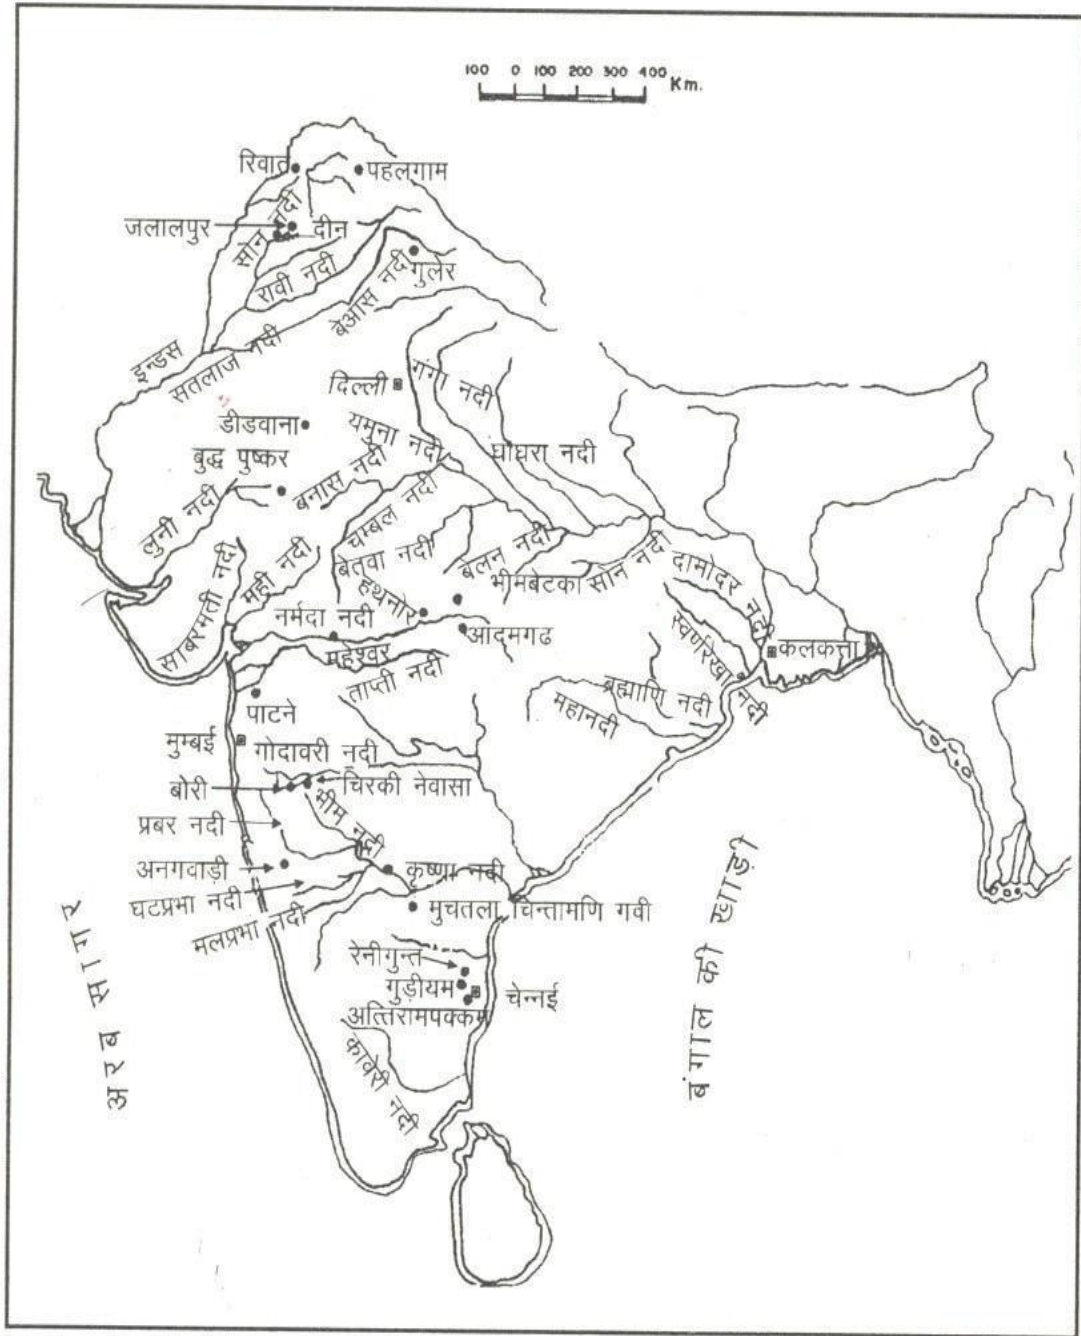 100 0 100 200 300 400 Km.
रिवात
पहलगाम
सोन नदी
जलालपुर
दीन
रावी नदी
बेआस नदी
गुलेर
इन्डस
सतलाज नदी
दिल्ली
गंगा नदी
डीडवाना
यमुना नदी
घाघरा नदी
बुद्ध पुष्कर
बनास नदी
लुनी नदी
चम्बल नदी
बेतवा नदी
बेलन नदी
साबरमती नदी
मही नदी
हथनोर
भीमबेटका
सोन नदी
दामोदर नदी
नर्मदा नदी
आदमगढ
स्वर्णरेखा नदी
कलकत्ता
महेश्वर
ताप्ती नदी
ब्रह्माणि नदी
महानदी
पाटने
मुम्बई
गोदावरी नदी
बोरी
चिरकी नेवासा
भीम नदी
प्रबर नदी
अनगवाड़ी
कृष्णा नदी
घटप्रभा नदी
मलप्रभा नदी
मुचतला चिन्तामणि गवी
रेनीगुन्त
गुड़ीयम
चेन्नई
अत्तिरामपक्कम
कावेरी नदी
अरब सागर
बंगाल की खाड़ी